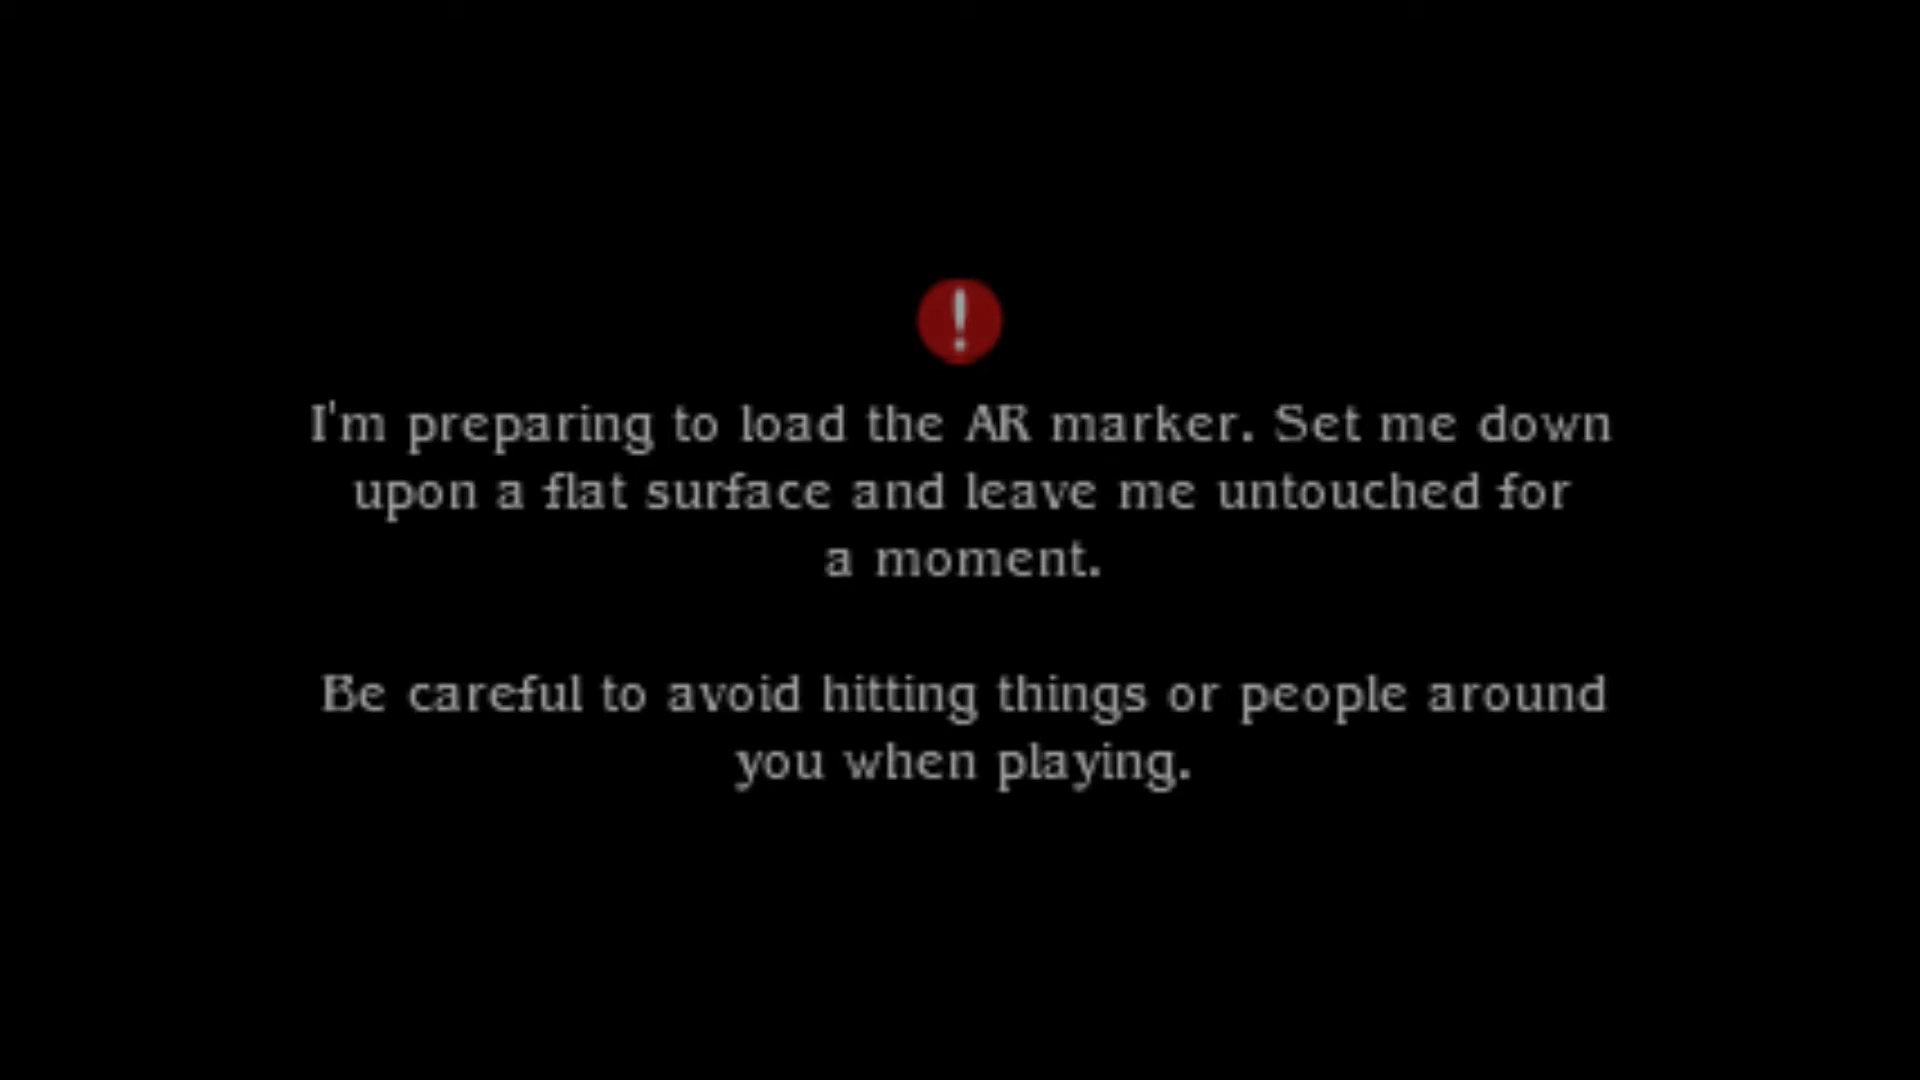 !
I'm preparing to load the AR marker. Set me down
upon a flat surface and leave me untouched for
a moment.
Be careful to avoid hitting things or people around
you when playing.